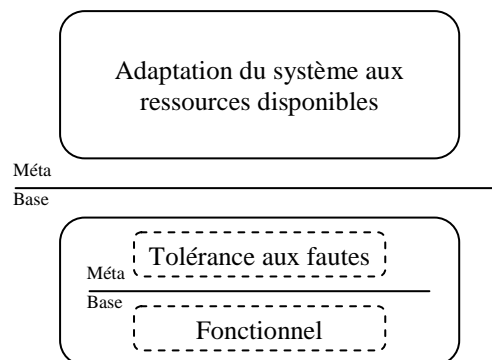 Adaptation du système aux
ressources disponibles
Méta
Base
Tolérance aux fautes
Méta
Base
Fonctionnel